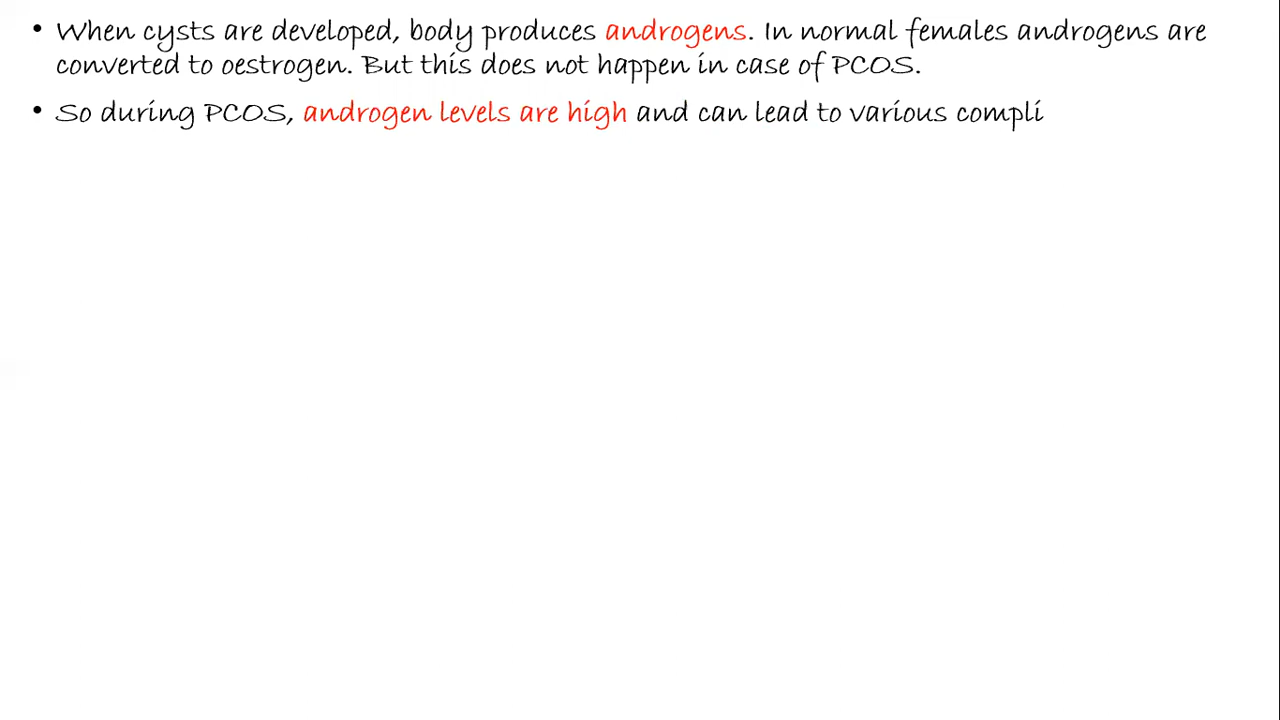 • When cysts are developed, body produces androgens. In normal females androgens are
converted to oestrogen. But this does not happen in case of PCOS.
• So during PCOS, androgen levels are high and can lead to various compli